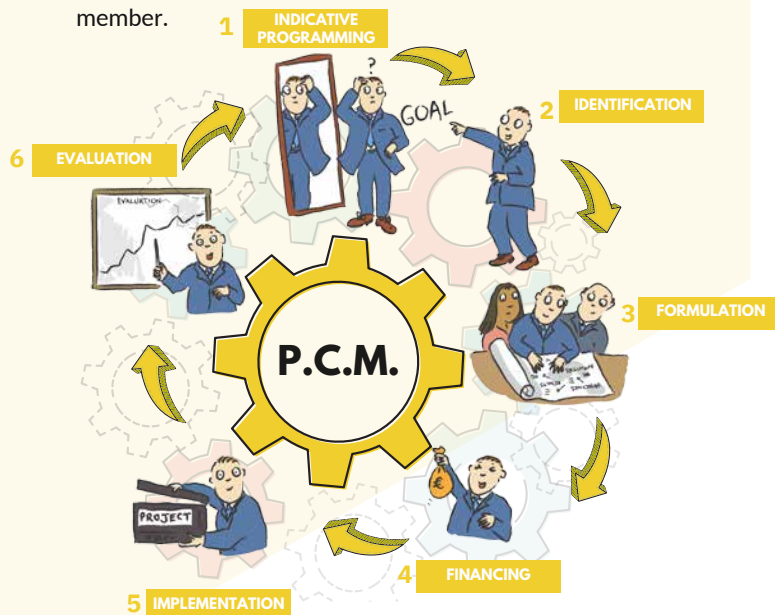 member.
1 INDICATIVE
PROGRAMMING
?
GOAL
2 IDENTIFICATION
6 EVALUATION
EVALUATION
3 FORMULATION
P.C.M.
€
PROJECT
4 FINANCING
5 IMPLEMENTATION